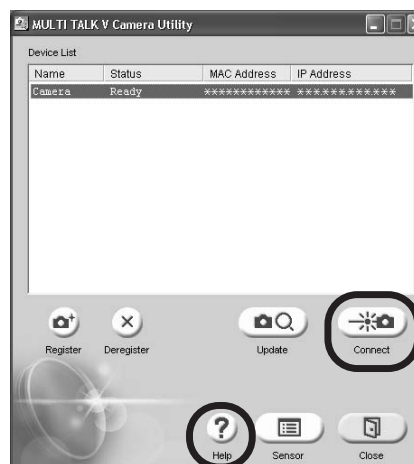 MULTI TALK V Camera Utility
Device List
Name Status MAC Address IP Address
Camera Ready ************ ***.***.***.***
Register Deregister Update Connect
?
Help Sensor Close